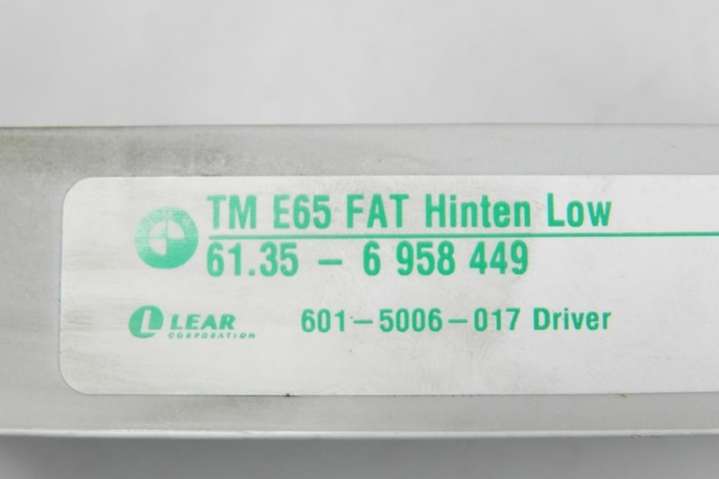 TM E65 FAT Hinten Low
61.35 - 6 958 449
LEAR
CORPORATION
601-5006-017 Driver